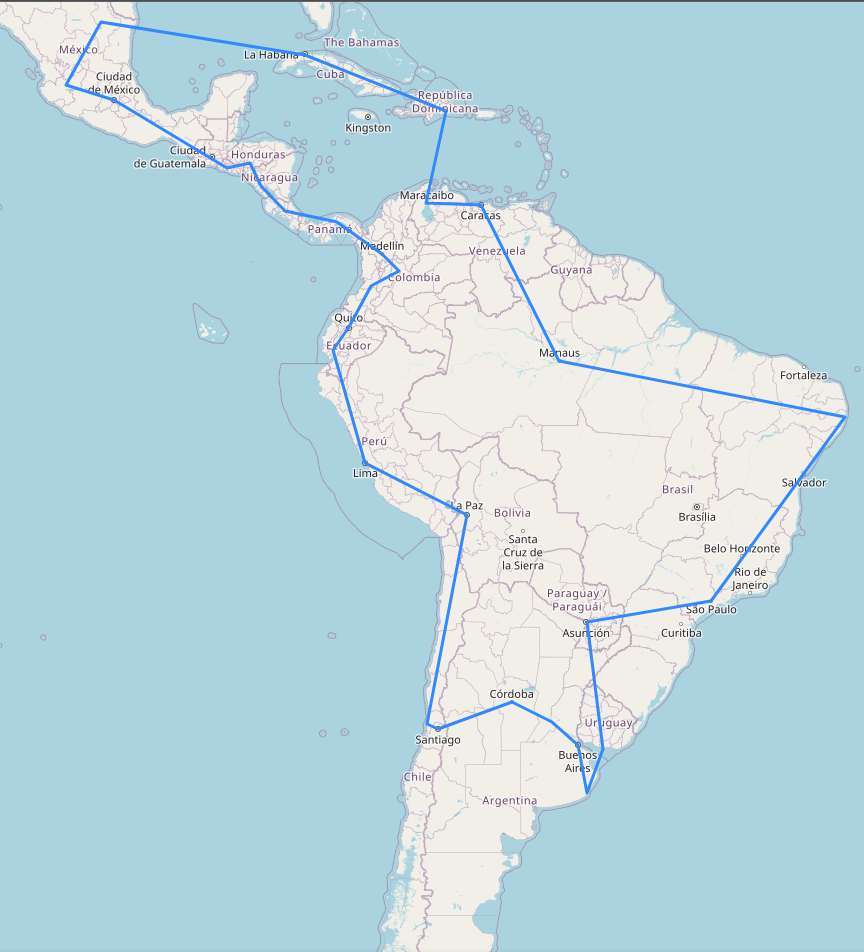 The Bahamas
México
La Habana
Cuba
Ciudad
de México
República
Dominicana
Kingston
Ciudad
de Guatemala
Honduras
Nicaragua
Maracaibo
Caracas
Panamá
Medellín
Venezuela
Guyana
Colombia
Quito
Ecuador
Manaus
Fortaleza
Perú
Lima
Salvador
Brasil
La Paz
Bolivia
Brasília
Santa
Cruz de
la Sierra
Belo Horizonte
Rio de
Janeiro
Paraguay /
Paraguái
São Paulo
Asunción
Curitiba
Córdoba
Uruguay
Santiago
Buenos
Aires
Chile
Argentina